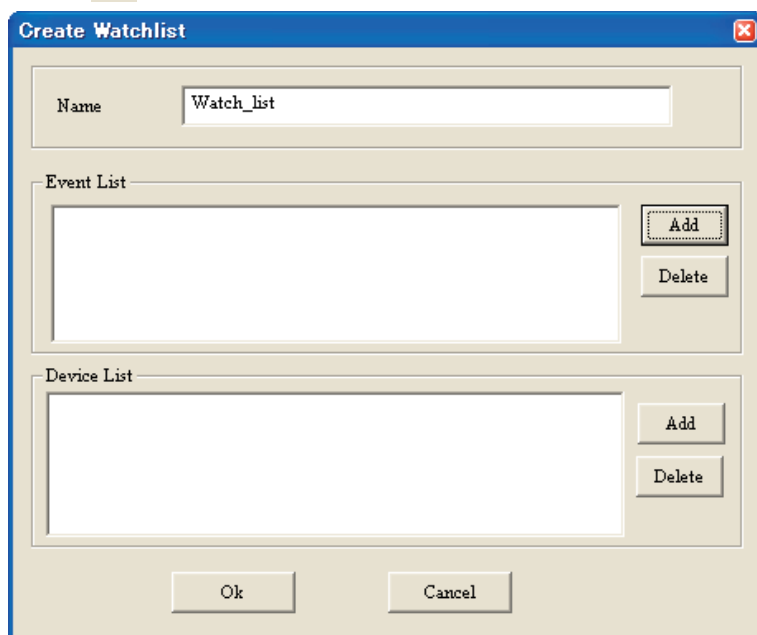 Create Watchlist
Name
Watch_list
Event List
Add
Delete
Device List
Add
Delete
Ok
Cancel